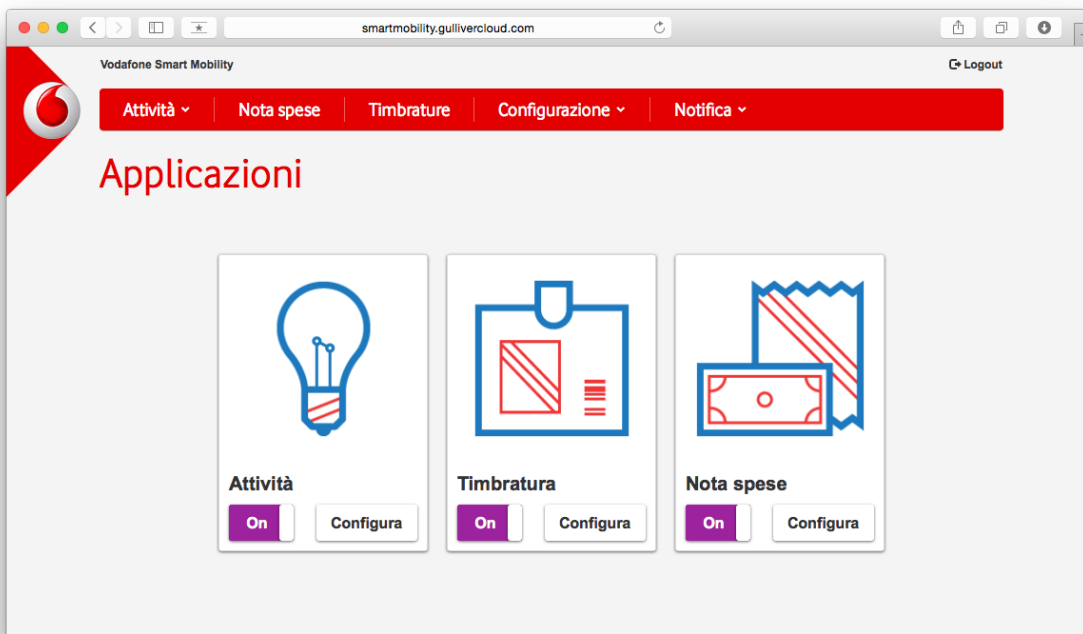 smartmobility.gullivercloud.com
Vodafone Smart Mobility
Logout
Attività
Nota spese
Timbrature
Configurazione
Notifica
Applicazioni
Attività
Timbratura
Nota spese
On
Configura
On
Configura
On
Configura